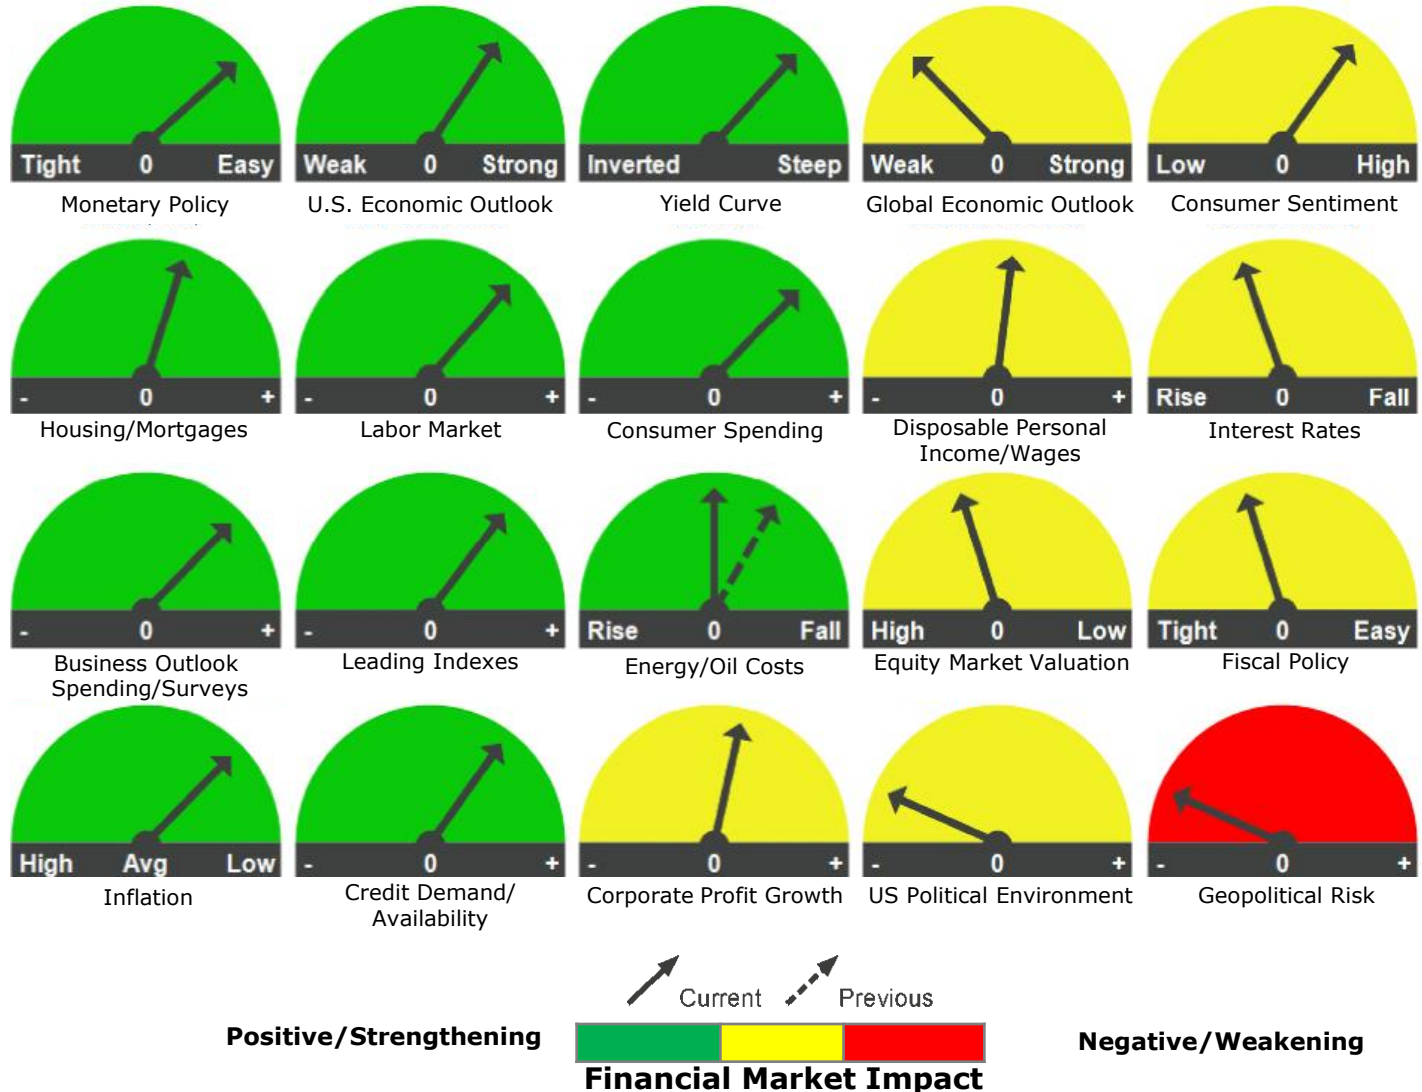 Tight 0 Easy
Weak 0 Strong
Inverted Steep
Weak 0 Strong
Low 0 High
Monetary Policy
U.S. Economic Outlook
Yield Curve
Global Economic Outlook
Consumer Sentiment
- 0 +
- 0 +
- 0 +
- 0 +
Rise 0 Fall
Housing/Mortgages
Labor Market
Consumer Spending
Disposable Personal
Income/Wages
Interest Rates
- 0 +
- 0 +
Rise 0 Fall
High 0 Low
Tight 0 Easy
Business Outlook
Spending/Surveys
Leading Indexes
Energy/Oil Costs
Equity Market Valuation
Fiscal Policy
High Avg Low
- 0 +
- 0 +
- 0 +
- 0 +
Inflation
Credit Demand/
Availability
Corporate Profit Growth
US Political Environment
Geopolitical Risk
Current
Previous
Positive/Strengthening
Negative/Weakening
Financial Market Impact